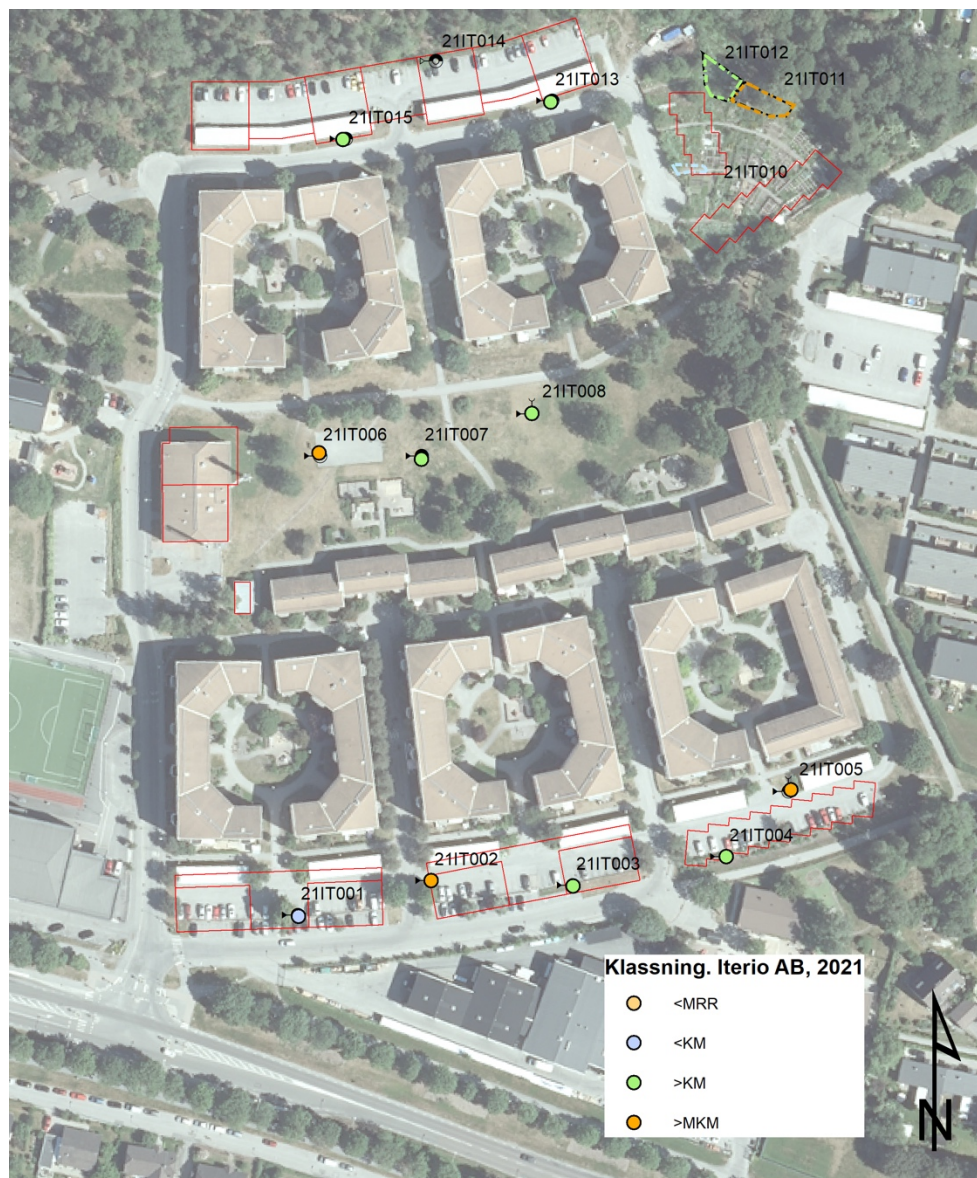 21IT014
21IT012
21IT013
21IT011
21IT015
21IT010
21IT008
21IT006
21IT007
21IT005
21IT004
21IT002
21IT003
21IT001
Klassning. Iterio AB, 2021
<MRR
<KM
>KM
>MKM
N